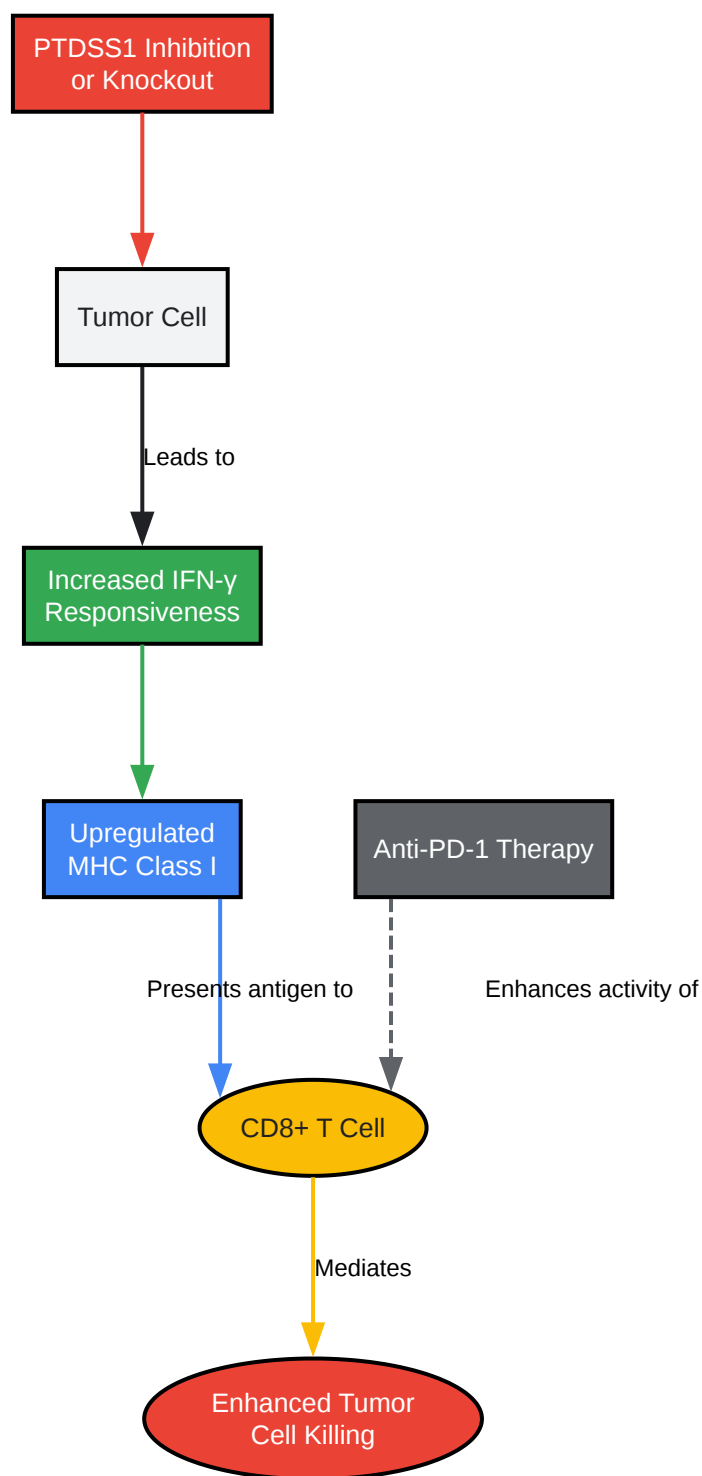 PTDSS1 Inhibition
or Knockout
Tumor Cell
Leads to
Increased IFN-γ
Responsiveness
Upregulated
MHC Class I
Anti-PD-1 Therapy
Presents antigen to
Enhances activity of
CD8+ T Cell
Mediates
Enhanced Tumor
Cell Killing